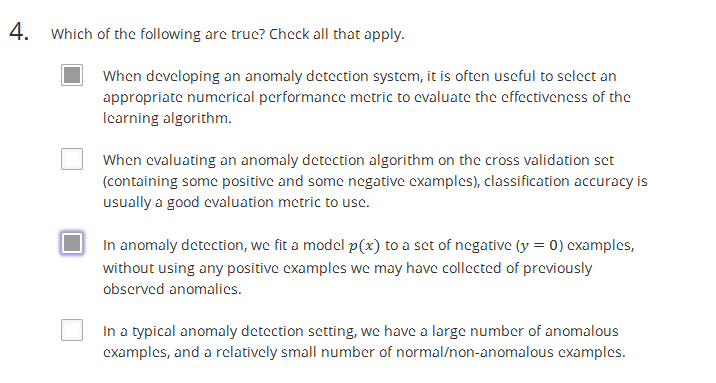 4. Which of the following are true? Check all that apply.
When developing an anomaly detection system, it is often useful to select an
appropriate numerical performance metric to evaluate the effectiveness of the
learning algorithm.
When evaluating an anomaly detection algorithm on the cross validation set
(containing some positive and some negative examples), classification accuracy is
usually a good evaluation metric to use.
In anomaly detection, we fit a model p(x) to a set of negative (y = 0) examples,
without using any positive examples we may have collected of previously
observed anomalies.
In a typical anomaly detection setting, we have a large number of anomalous
examples, and a relatively small number of normal/non-anomalous examples.